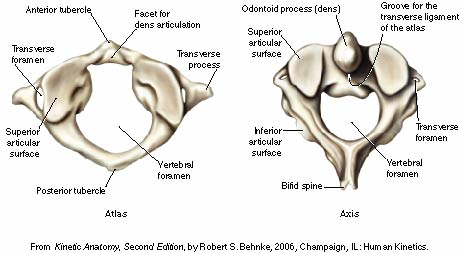 Anterior tubercle
Facet for
dens articulation
Transverse
foramen
Transverse
process
Superior
articular
surface
Vertebral
foramen
Posterior tubercle
Atlas
Odontoid process (dens)
Groove for the
transverse ligament
of the atlas
Superior
articular
surface
Inferior
articular
surface
Transverse
foramen
Vertebral
foramen
Bifid spine
Axis
From Kinetic Anatomy, Second Edition, by Robert S. Behnke, 2006, Champaign, IL: Human Kinetics.